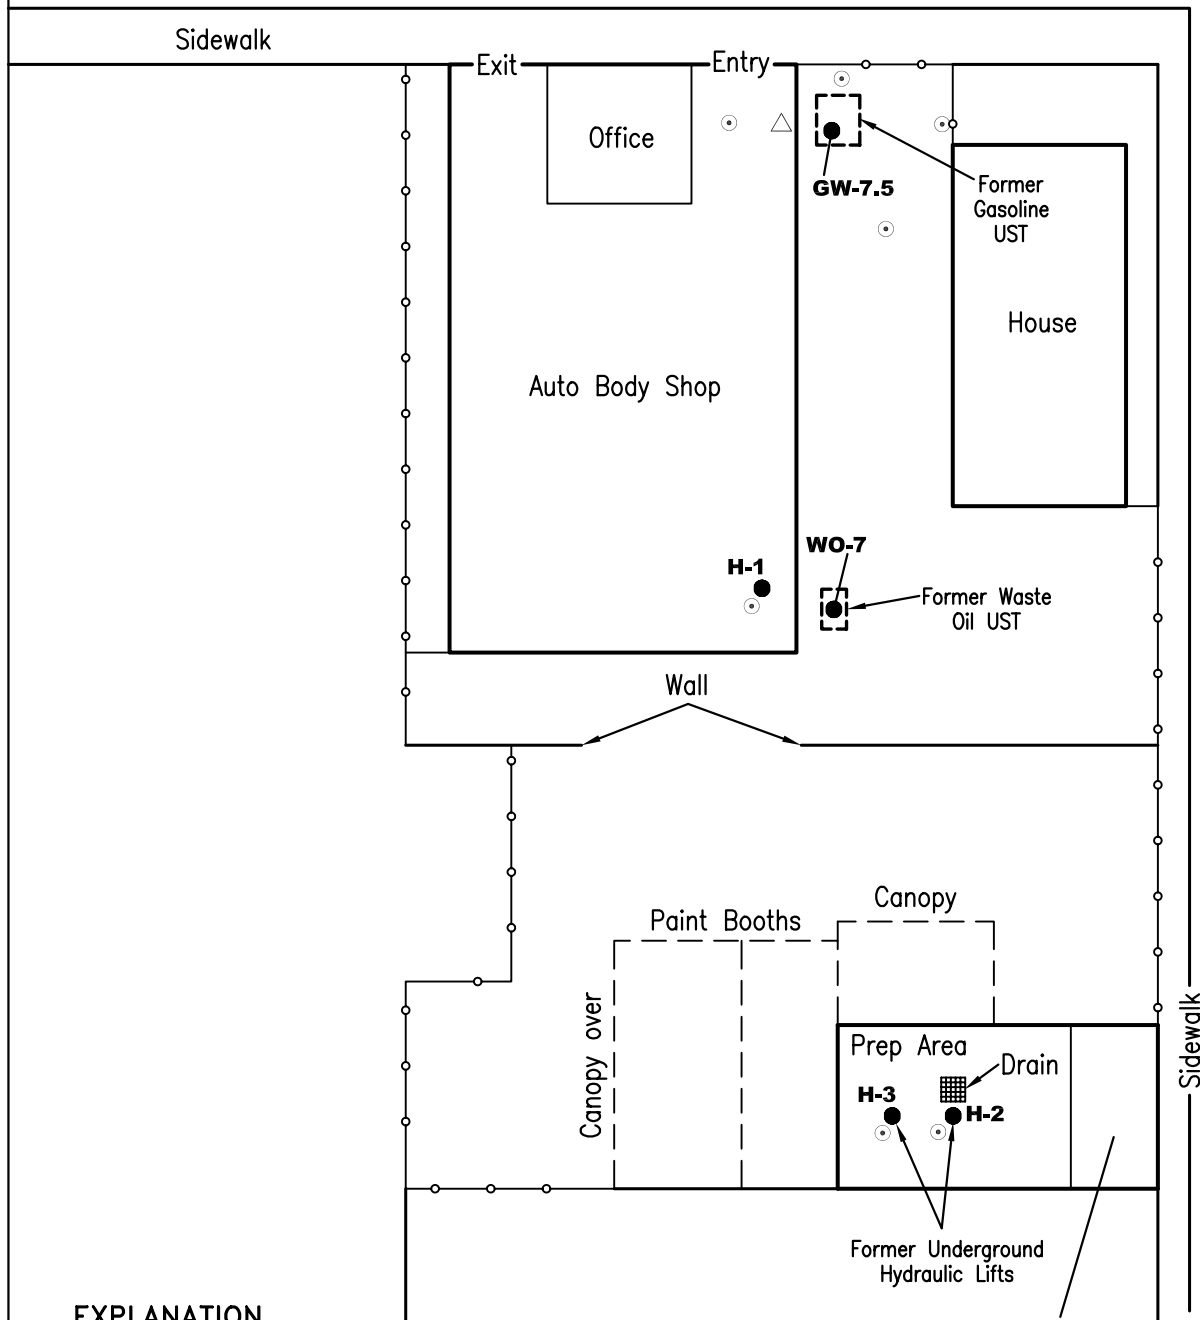 Sidewalk
Exit
Entry
Office
GW-7.5
Former
Gasoline
UST
House
Auto Body Shop
WO-7
H-1
Former Waste
Oil UST
Wall
Canopy
Paint Booths
Canopy over
Prep Area
Drain
H-3
H-2
Sidewalk
Former Underground
Hydraulic Lifts
EXPLANATION